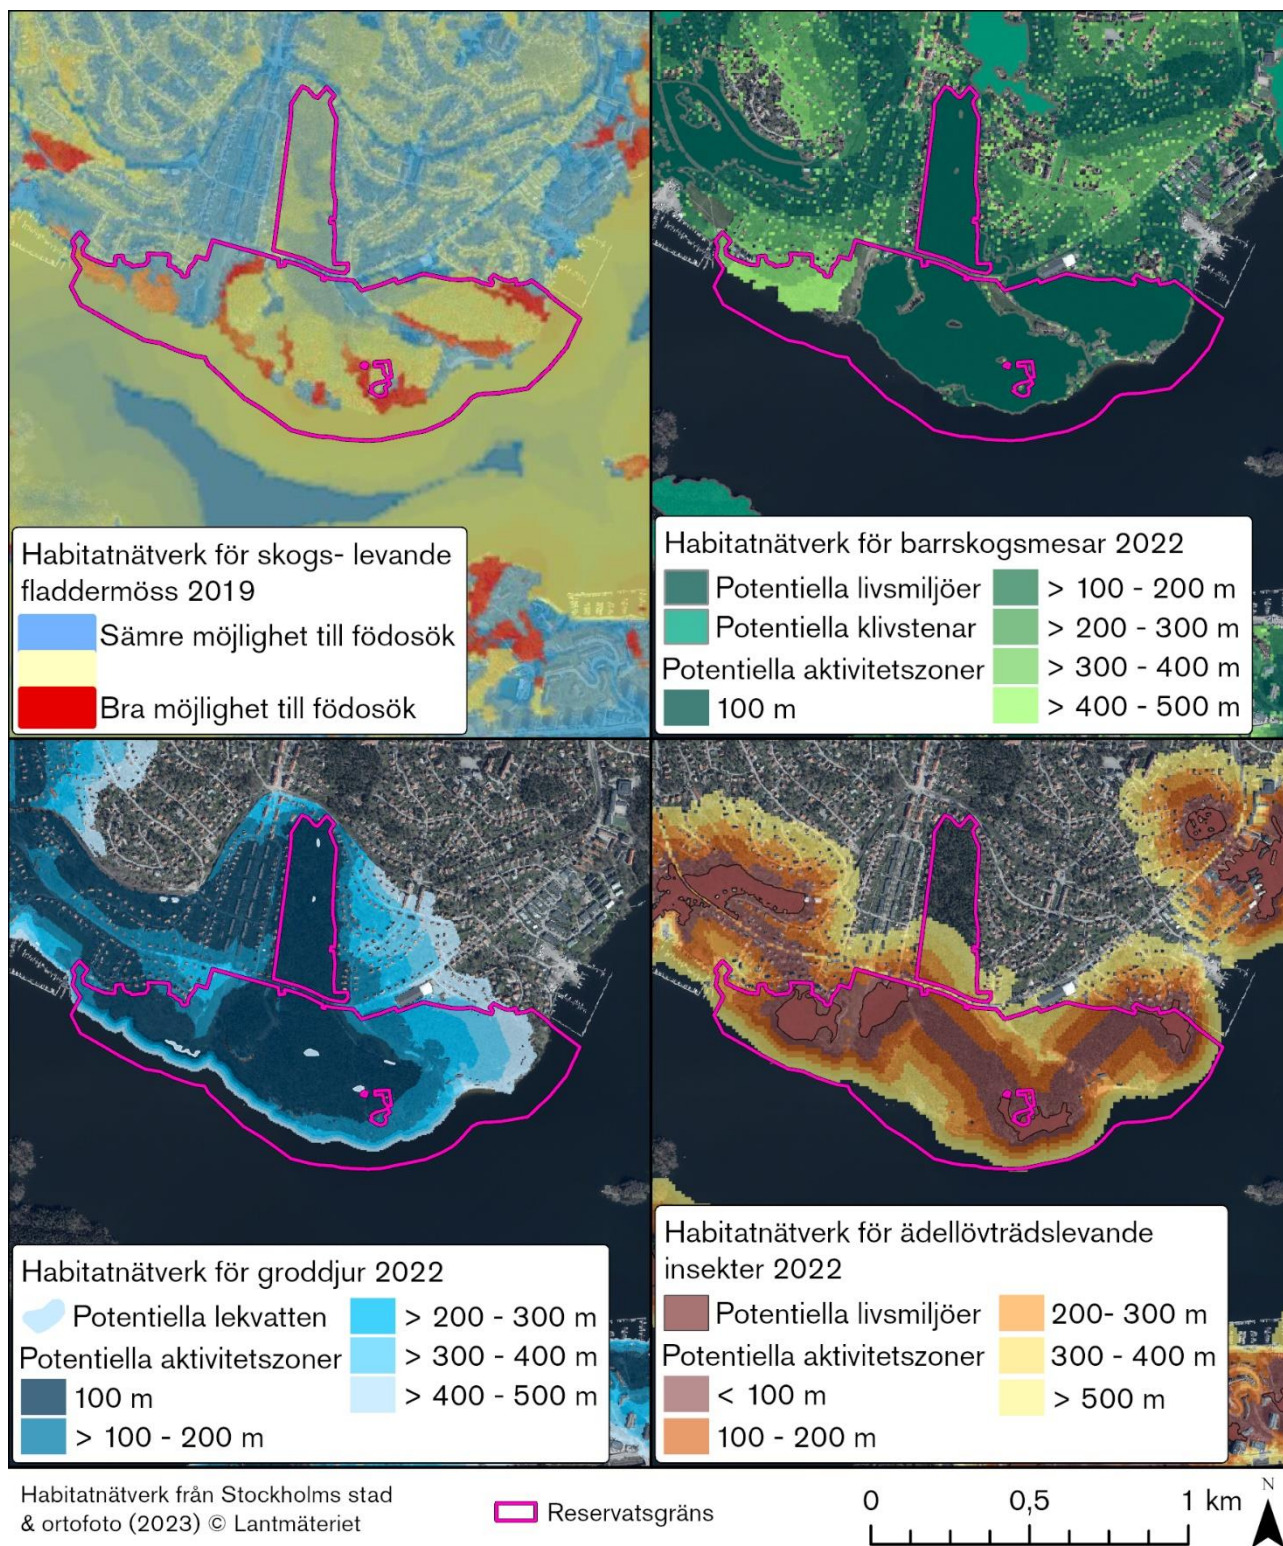 Habitatnätverk för skogs- levande
fladdermöss 2019
Sämre möjlighet till födosök
Bra möjlighet till födosök
Habitatnätverk för barrskogsmesar 2022
Potentiella livsmiljöer
Potentiella klivstenar
Potentiella aktivitetszoner
100 m
> 100 - 200 m
> 200 - 300 m
> 300 - 400 m
> 400 - 500 m
Habitatnätverk för groddjur 2022
Potentiella lekvatten
Potentiella aktivitetszoner
100 m
> 100 - 200 m
> 200 - 300 m
> 300 - 400 m
> 400 - 500 m
Habitatnätverk för ädellövträdslevande
insekter 2022
Potentiella livsmiljöer
Potentiella aktivitetszoner
< 100 m
100 - 200 m
200- 300 m
300 - 400 m
> 500 m
Habitatnätverk från Stockholms stad
& ortofoto (2023) © Lantmäteriet
Reservatsgräns
0 0,5 1 km
N